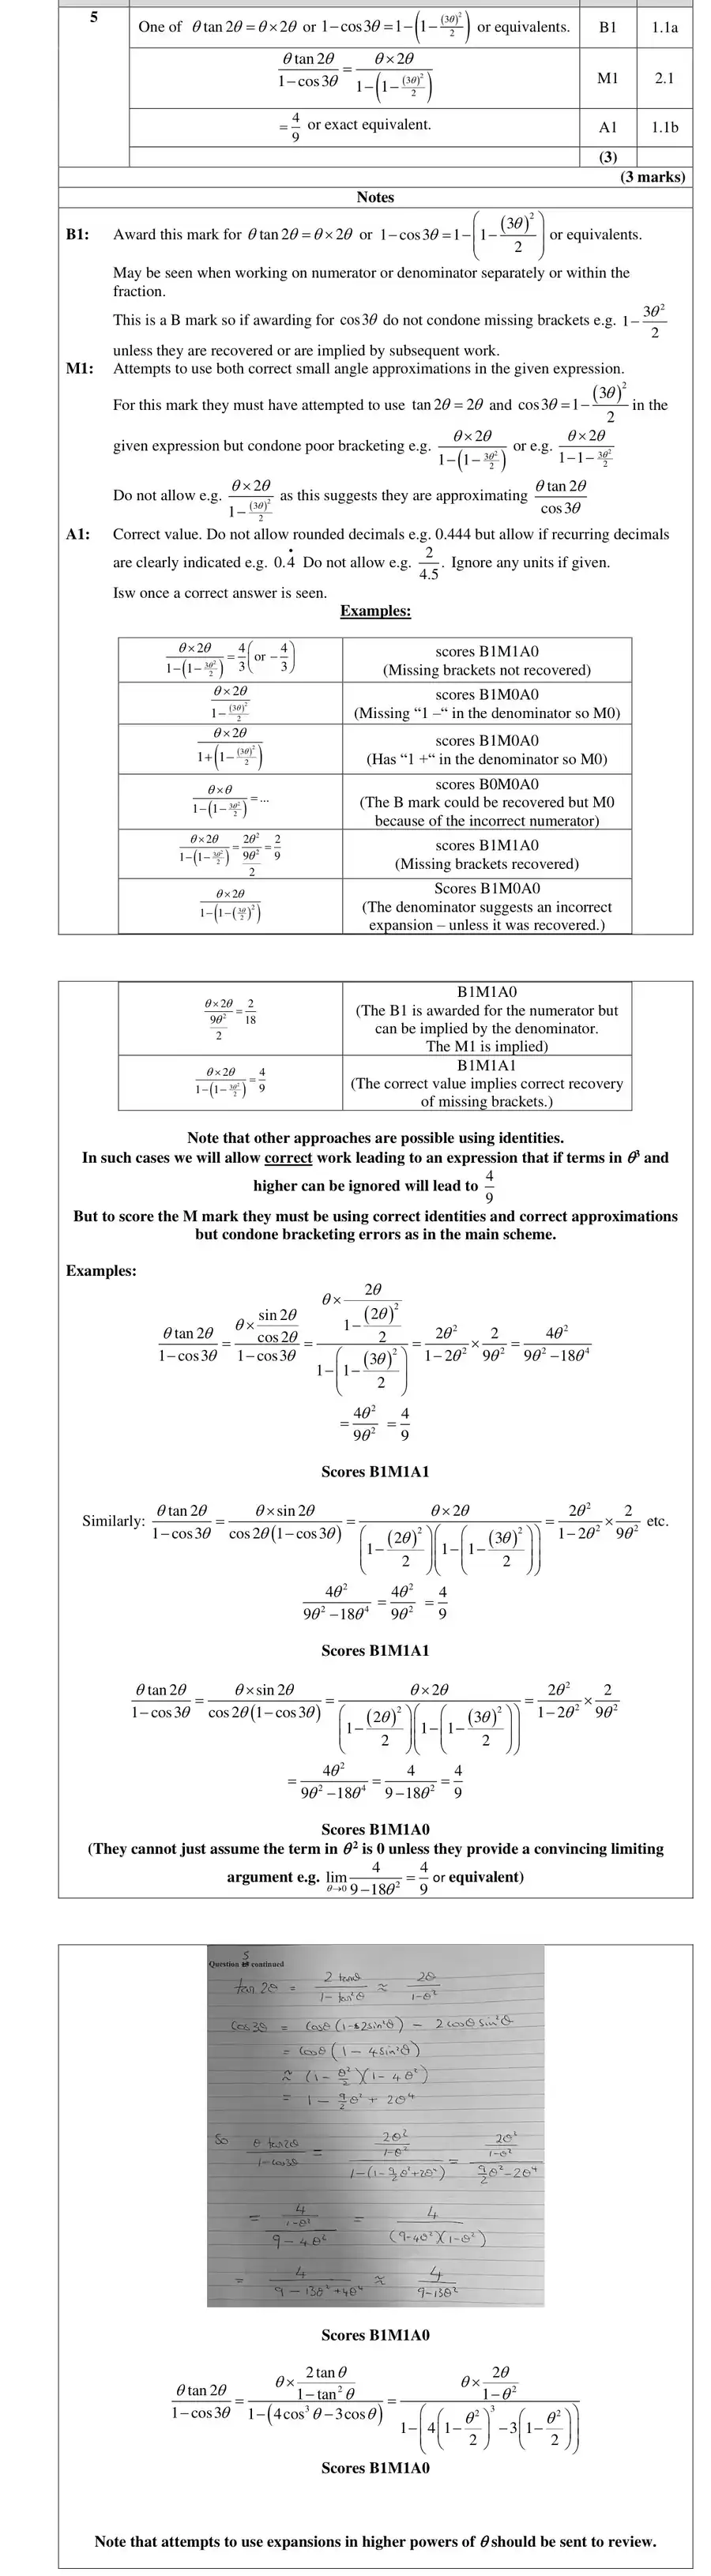 5
One of θ tan 2θ = θ × 2θ or 1 − cos 3θ = 1 − (1 − (3θ)²/2) or equivalents. B1 1.1a
θ tan 2θ/(1 − cos 3θ) = (θ × 2θ)/(1 − (1 − (3θ)²/2)) M1 2.1
= 4/9 or exact equivalent. A1 1.1b
(3)
(3 marks)
Notes
B1: Award this mark for θ tan 2θ = θ × 2θ or 1 − cos 3θ = 1 − (1 − (3θ)²/2) or equivalents.
May be seen when working on numerator or denominator separately or within the
fraction.
This is a B mark so if awarding for cos 3θ do not condone missing brackets e.g. 1 − 3θ²/2
unless they are recovered or are implied by subsequent work.
M1: Attempts to use both correct small angle approximations in the given expression.
For this mark they must have attempted to use tan 2θ = 2θ and cos 3θ = 1 − (3θ)²/2 in the
given expression but condone poor bracketing e.g. (θ × 2θ)/(1 − (1 − 3θ²/2)) or e.g. (θ × 2θ)/(1 − 1 − 3θ²/2)
Do not allow e.g. (θ × 2θ)/(1 − (3θ)²/2) as this suggests they are approximating θ tan 2θ/cos 3θ
A1: Correct value. Do not allow rounded decimals e.g. 0.444 but allow if recurring decimals
are clearly indicated e.g. 0.4̇ Do not allow e.g. 2/4.5. Ignore any units if given.
Isw once a correct answer is seen.
Examples:
(θ × 2θ)/(1 − (1 − 3θ²/2)) = 4/3 (or − 4/3) scores B1M1A0
(Missing brackets not recovered)
(θ × 2θ)/(1 − (3θ)²/2) scores B1M0A0
(Missing “1 –“ in the denominator so M0)
(θ × 2θ)/(1 + (1 − (3θ)²/2)) scores B1M0A0
(Has “1 +“ in the denominator so M0)
(θ × θ)/(1 − (1 − 3θ²/2)) = ... scores B0M0A0
(The B mark could be recovered but M0
because of the incorrect numerator)
(θ × 2θ)/(1 − (1 − 3θ²/2)) = 2θ²/(9θ²/2) = 2/9 scores B1M1A0
(Missing brackets recovered)
(θ × 2θ)/(1 − (1 − (3θ/2)²)) Scores B1M0A0
(The denominator suggests an incorrect
expansion – unless it was recovered.)
(θ × 2θ)/(9θ²/2) = 2/18 B1M1A0
(The B1 is awarded for the numerator but
can be implied by the denominator.
The M1 is implied)
(θ × 2θ)/(1 − (1 − 3θ²/2)) = 4/9 B1M1A1
(The correct value implies correct recovery
of missing brackets.)
Note that other approaches are possible using identities.
In such cases we will allow correct work leading to an expression that if terms in θ³ and
higher can be ignored will lead to 4/9
But to score the M mark they must be using correct identities and correct approximations
but condone bracketing errors as in the main scheme.
Examples:
θ tan 2θ/(1 − cos 3θ) = (θ × sin 2θ/cos 2θ)/(1 − cos 3θ) = (θ × 2θ/(1 − (2θ)²/2))/(1 − (1 − (3θ)²/2)) = 2θ²/(1 − 2θ²) × 2/9θ² = 4θ²/(9θ² − 18θ⁴)
= 4θ²/9θ² = 4/9
Scores B1M1A1
Similarly: θ tan 2θ/(1 − cos 3θ) = θ × sin 2θ/(cos 2θ(1 − cos 3θ)) = (θ × 2θ)/((1 − (2θ)²/2)(1 − (1 − (3θ)²/2))) = 2θ²/(1 − 2θ²) × 2/9θ² etc.
4θ²/(9θ² − 18θ⁴) = 4θ²/9θ² = 4/9
Scores B1M1A1
θ tan 2θ/(1 − cos 3θ) = θ × sin 2θ/(cos 2θ(1 − cos 3θ)) = (θ × 2θ)/((1 − (2θ)²/2)(1 − (1 − (3θ)²/2))) = 2θ²/(1 − 2θ²) × 2/9θ²
= 4θ²/(9θ² − 18θ⁴) = 4/(9 − 18θ²) = 4/9
Scores B1M1A0
(They cannot just assume the term in θ² is 0 unless they provide a convincing limiting
argument e.g. lim θ→0 4/(9 − 18θ²) = 4/9 or equivalent)
5
Question continued
tan 2θ = 2 tanθ/(1 − tan²θ) ≈ 2θ/(1 − θ²)
cos 3θ = cosθ (1 − 2sin²θ) − 2cosθ sin²θ
= cosθ (1 − 4sin²θ)
≈ (1 − θ²/2)(1 − 4θ²)
= 1 − 9/2 θ² + 2θ⁴
So θ tan2θ/(1 − cos3θ) = (2θ²/(1 − θ²))/(1 − (1 − 9/2 θ² + 2θ⁴)) = (2θ²/(1 − θ²))/(9/2 θ² − 2θ⁴)
= (4/(1 − θ²))/(9 − 4θ²) = 4/((9 − 4θ²)(1 − θ²))
= 4/(9 − 13θ² + 4θ⁴) ≈ 4/(9 − 13θ²)
Scores B1M1A0
θ tan 2θ/(1 − cos 3θ) = (θ × 2 tan θ/(1 − tan² θ))/(1 − (4cos³ θ − 3cos θ)) = (θ × 2θ/(1 − θ²))/(1 − (4(1 − θ²/2)³ − 3(1 − θ²/2)))
Scores B1M1A0
Note that attempts to use expansions in higher powers of θ should be sent to review.